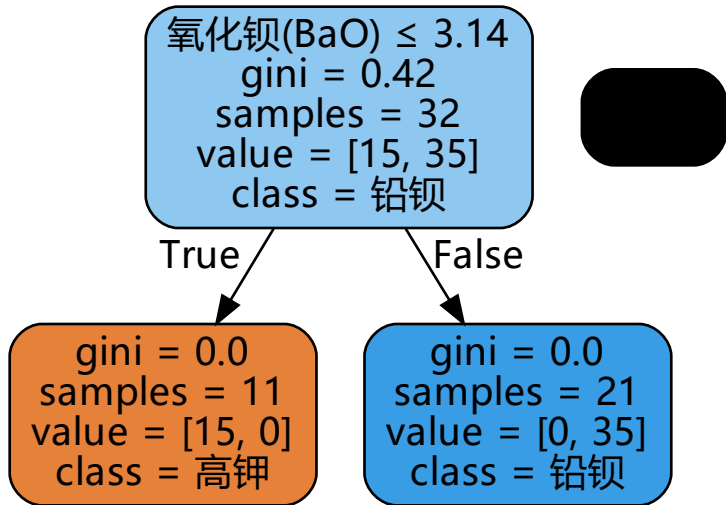 氧化钡(BaO) ≤ 3.14
gini = 0.42
samples = 32
value = [15, 35]
class = 铅钡
True
False
gini = 0.0
samples = 11
value = [15, 0]
class = 高钾
gini = 0.0
samples = 21
value = [0, 35]
class = 铅钡